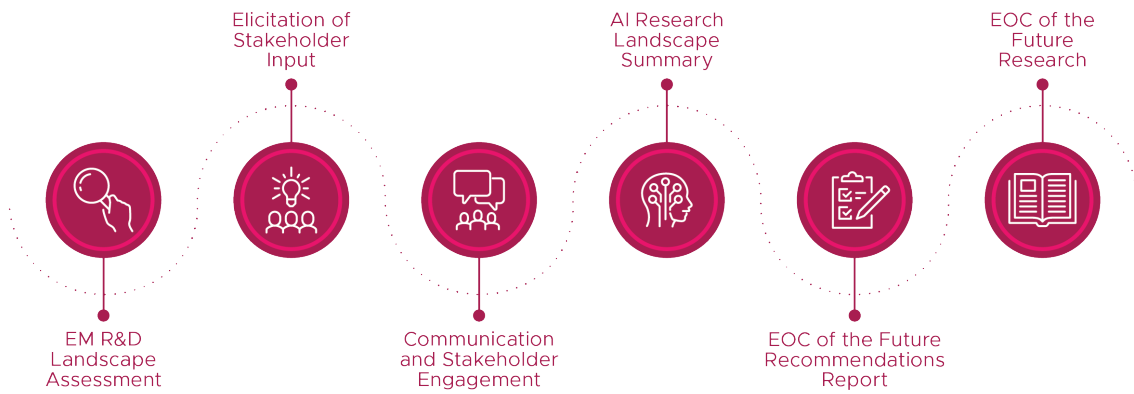 EM R&D
Landscape
Assessment
Elicitation of
Stakeholder
Input
Communication
and Stakeholder
Engagement
AI Research
Landscape
Summary
EOC of the Future
Recommendations
Report
EOC of the
Future
Research